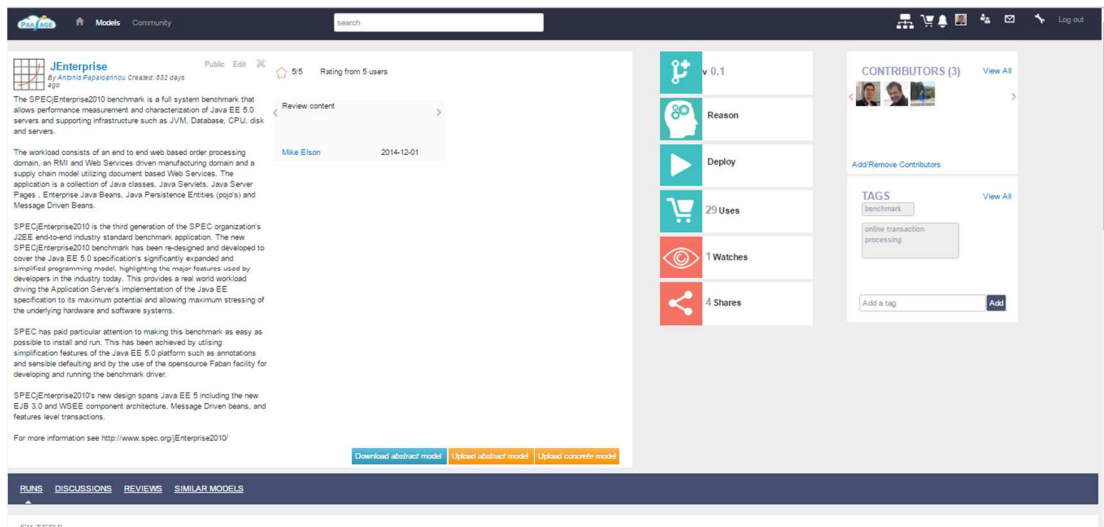 PaaSage
Models
Community
search
Log out
JEnterprise
Public
Edit
By Antonis Papaioannou Created: 832 days
ago
The SPECjEnterprise2010 benchmark is a full system benchmark that
allows performance measurement and characterization of Java EE 5.0
servers and supporting infrastructure such as JVM, Database, CPU, disk
and servers.
The workload consists of an end to end web based order processing
domain, an RMI and Web Services driven manufacturing domain and a
supply chain model utilizing document based Web Services. The
application is a collection of Java classes, Java Servlets, Java Server
Pages , Enterprise Java Beans, Java Persistence Entities (pojo's) and
Message Driven Beans.
SPECjEnterprise2010 is the third generation of the SPEC organization's
J2EE end-to-end industry standard benchmark application. The new
SPECjEnterprise2010 benchmark has been re-designed and developed to
cover the Java EE 5.0 specification's significantly expanded and
simplified programming model, highlighting the major features used by
developers in the industry today. This provides a real world workload
driving the Application Server's implementation of the Java EE
specification to its maximum potential and allowing maximum stressing of
the underlying hardware and software systems.
SPEC has paid particular attention to making this benchmark as easy as
possible to install and run. This has been achieved by utlising
simplification features of the Java EE 5.0 platform such as annotations
and sensible defaulting and by the use of the opensource Faban facility for
developing and running the benchmark driver.
SPECjEnterprise2010's new design spans Java EE 5 including the new
EJB 3.0 and WSEE component architecture, Message Driven beans, and
features level transactions.
For more information see http://www.spec.org/jEnterprise2010/
5/5
Rating from 5 users
Review content
Mike Elson
2014-12-01
Download abstract model
Upload abstract model
Upload concrete model
v 0.1
Reason
Deploy
29 Uses
1 Watches
4 Shares
CONTRIBUTORS (3)
View All
Add/Remove Contributors
TAGS
View All
benchmark
online transaction
processing
Add a tag
Add
RUNS
DISCUSSIONS
REVIEWS
SIMILAR MODELS
FILTERS